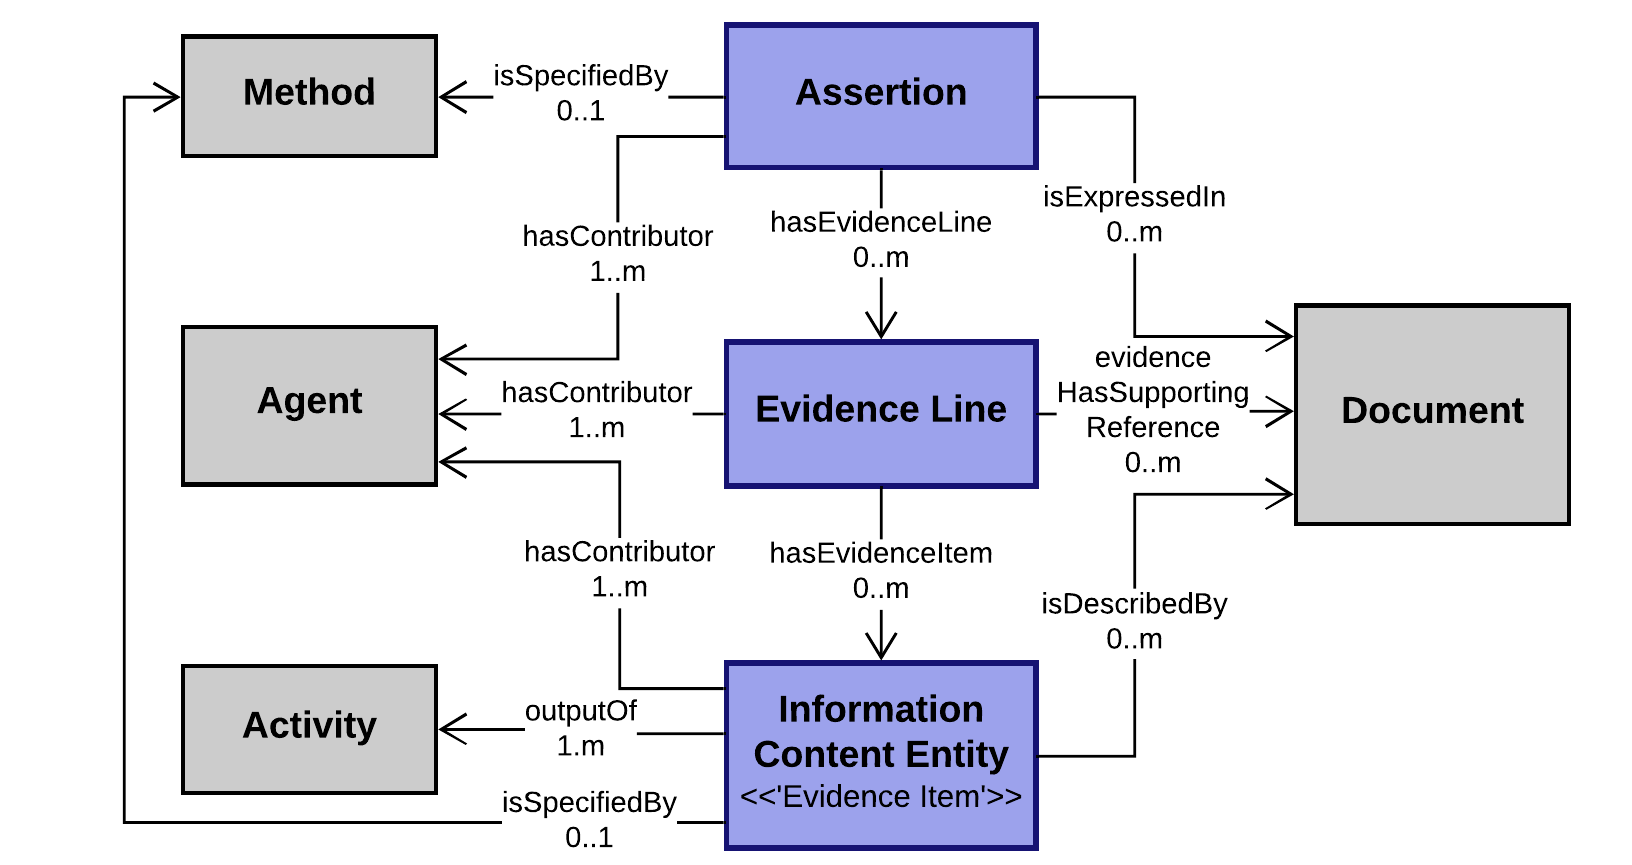 Method
isSpecifiedBy
0..1
Assertion
isExpressedIn
0..m
hasContributor
1..m
hasEvidenceLine
0..m
Agent
hasContributor
1..m
Evidence Line
evidence
HasSupporting
Reference
0..m
Document
hasContributor
1..m
hasEvidenceItem
0..m
isDescribedBy
0..m
Activity
outputOf
1.m
Information
Content Entity
<<'Evidence Item'>>
isSpecifiedBy
0..1